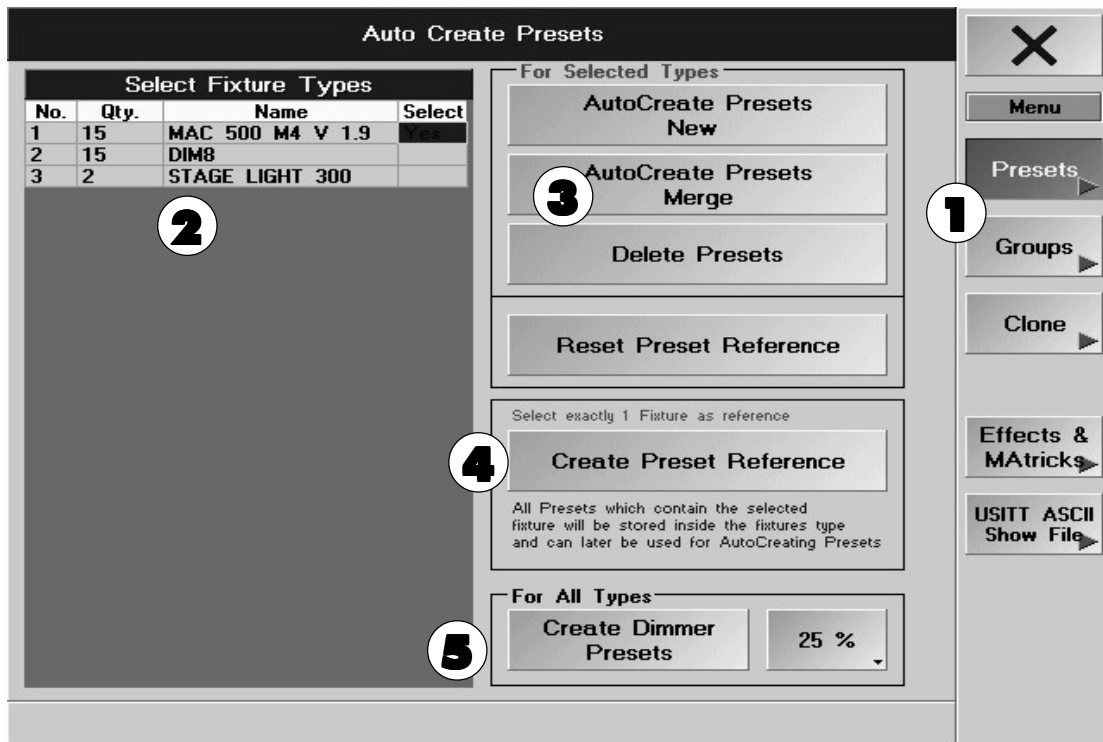 Auto Create Presets
Select Fixture Types
No. Qty. Name Select
1 15 MAC 500 M4 V 1.9 Yes
2 15 DIM8
3 2 STAGE LIGHT 300
2
For Selected Types
AutoCreate Presets
New
AutoCreate Presets
Merge
3
Delete Presets
Reset Preset Reference
Select exactly 1 Fixture as reference
4
Create Preset Reference
All Presets which contain the selected
fixture will be stored inside the fixtures type
and can later be used for AutoCreating Presets
For All Types
5
Create Dimmer
Presets
25 %
Menu
Presets
1
Groups
Clone
Effects &
MAtricks
USITT ASCII
Show File